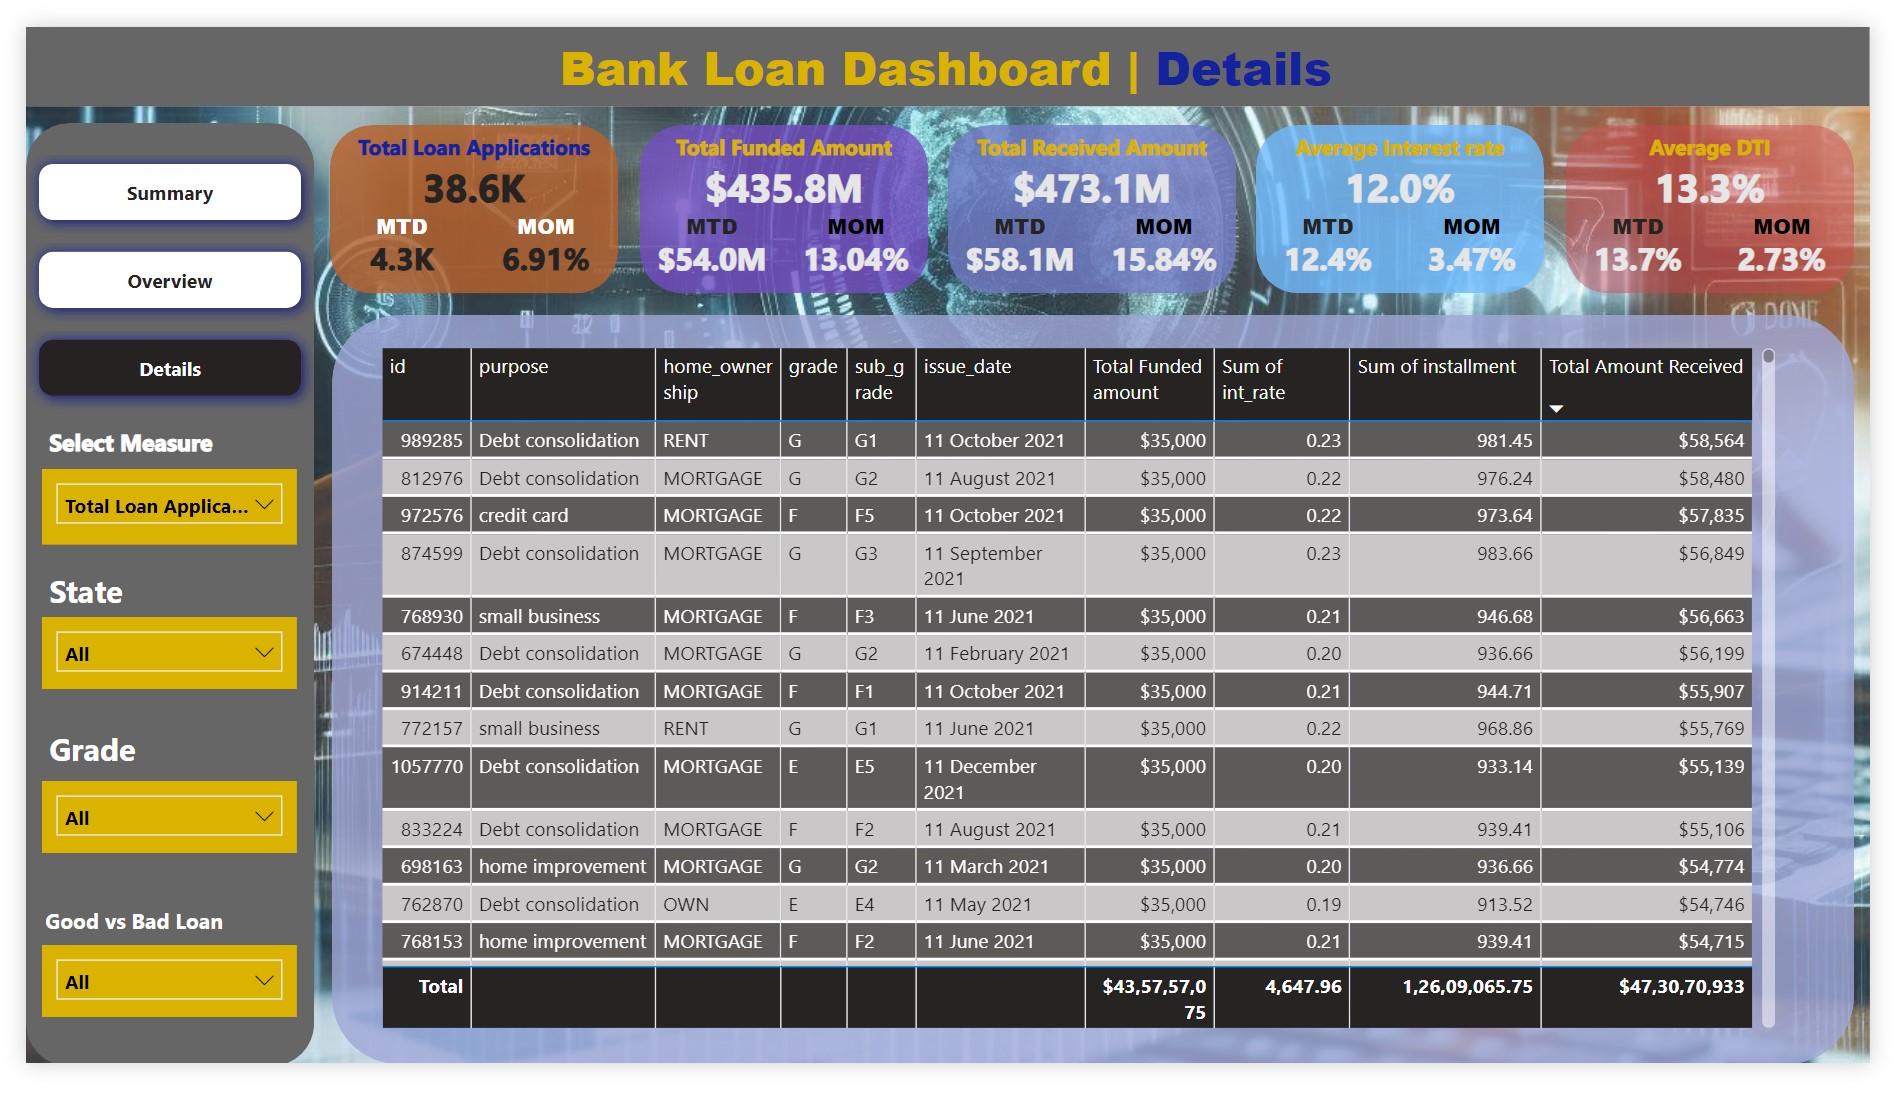 Bank Loan Dashboard | Details
Summary
Overview
Details
Select Measure
Total Loan Applica...
State
All
Grade
All
Good vs Bad Loan
All
Total Loan Applications
38.6K
MTD MOM
4.3K 6.91%
Total Funded Amount
$435.8M
MTD MOM
$54.0M 13.04%
Total Received Amount
$473.1M
MTD MOM
$58.1M 15.84%
Average Interest rate
12.0%
MTD MOM
12.4% 3.47%
Average DTI
13.3%
MTD MOM
13.7% 2.73%
id purpose home_owner grade sub_g issue_date Total Funded Sum of Sum of installment Total Amount Received
ship rade amount int_rate
989285 Debt consolidation RENT G G1 11 October 2021 $35,000 0.23 981.45 $58,564
812976 Debt consolidation MORTGAGE G G2 11 August 2021 $35,000 0.22 976.24 $58,480
972576 credit card MORTGAGE F F5 11 October 2021 $35,000 0.22 973.64 $57,835
874599 Debt consolidation MORTGAGE G G3 11 September $35,000 0.23 983.66 $56,849
2021
768930 small business MORTGAGE F F3 11 June 2021 $35,000 0.21 946.68 $56,663
674448 Debt consolidation MORTGAGE G G2 11 February 2021 $35,000 0.20 936.66 $56,199
914211 Debt consolidation MORTGAGE F F1 11 October 2021 $35,000 0.21 944.71 $55,907
772157 small business RENT G G1 11 June 2021 $35,000 0.22 968.86 $55,769
1057770 Debt consolidation MORTGAGE E E5 11 December $35,000 0.20 933.14 $55,139
2021
833224 Debt consolidation MORTGAGE F F2 11 August 2021 $35,000 0.21 939.41 $55,106
698163 home improvement MORTGAGE G G2 11 March 2021 $35,000 0.20 936.66 $54,774
762870 Debt consolidation OWN E E4 11 May 2021 $35,000 0.19 913.52 $54,746
768153 home improvement MORTGAGE F F2 11 June 2021 $35,000 0.21 939.41 $54,715
Total $43,57,57,0 4,647.96 1,26,09,065.75 $47,30,70,933
75